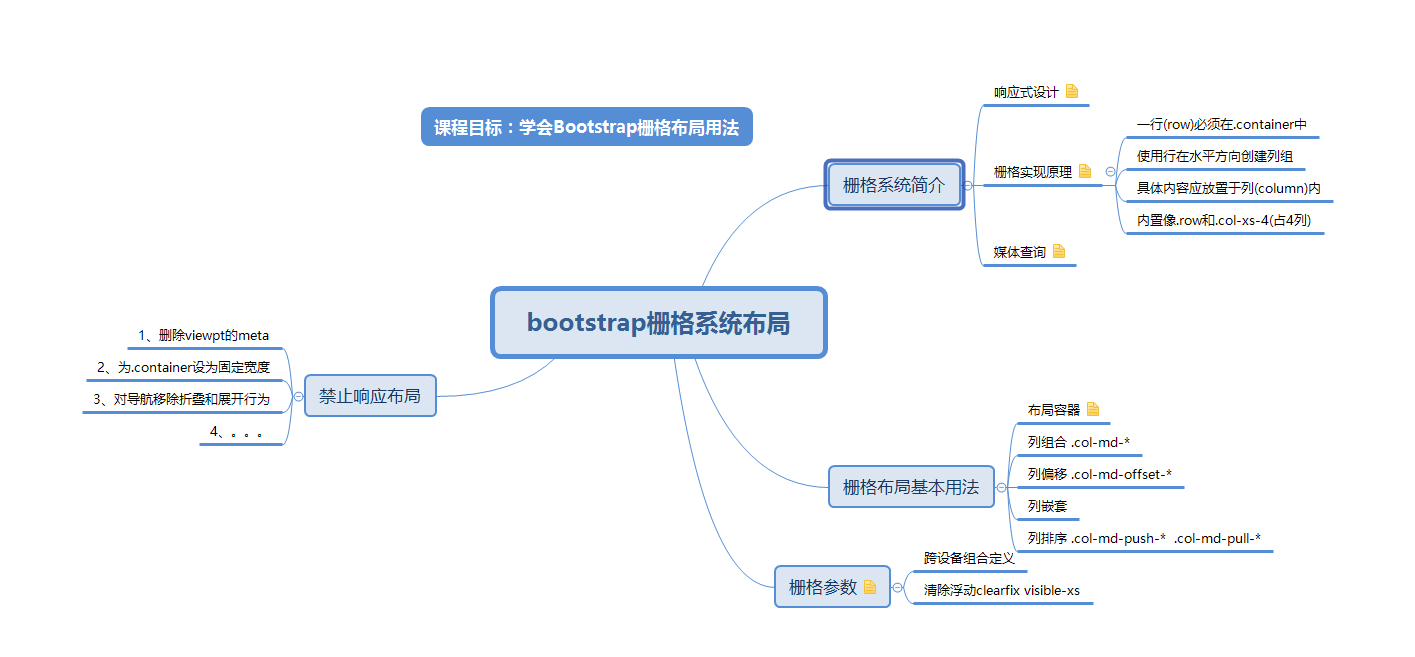 课程目标：学会Bootstrap栅格布局用法
bootstrap栅格系统布局
栅格系统简介
响应式设计
栅格实现原理
一行(row)必须在.container中
使用行在水平方向创建列组
具体内容应放置于列(column)内
内置像.row和.col-xs-4(占4列)
媒体查询
栅格布局基本用法
布局容器
列组合 .col-md-*
列偏移 .col-md-offset-*
列嵌套
列排序 .col-md-push-*  .col-md-pull-*
栅格参数
跨设备组合定义
清除浮动clearfix visible-xs
禁止响应布局
1、删除viewpt的meta
2、为.container设为固定宽度
3、对导航移除折叠和展开行为
4、。。。